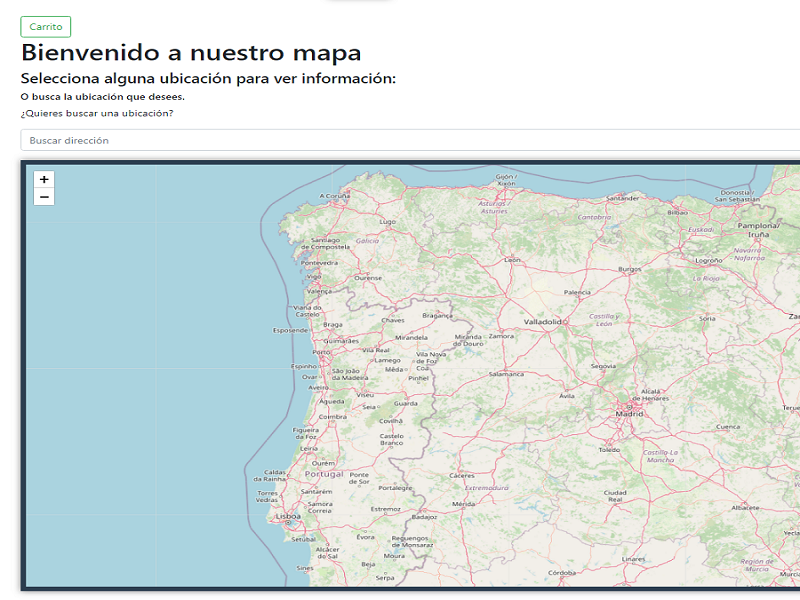 Carrito
Bienvenido a nuestro mapa
Selecciona alguna ubicación para ver información:
O busca la ubicación que desees.
¿Quieres buscar una ubicación?
Buscar dirección
+
−
Gijón /
Xixón
A Coruña
Asturias /
Asturies
Santander
Donostia /
San Sebastián
Cantabria
Bilbao
Lugo
Euskadi
Pamplona/
Iruña
Santiago
de Compostela
Galicia
Navarra -
Nafarroa
Pontevedra
León
Logroño
Burgos
Vigo
Ourense
La Rioja
Valença
Palencia
Viana do
Castelo
Chaves
Bragança
Castilla y
León
Soria
Esposende
Braga
Valladolid
Guimarães
Mirandela
Miranda
do Douro
Zamora
Porto
Vila Real
Lamego
Vila Nova
de Foz
Coa
Espinho
São João
da Madeira
Mêda
Segovia
Ovar
Pinhel
Salamanca
Aveiro
Viseu
Ávila
Alcalá
de Henares
Águeda
Seia
Guarda
Madrid
Coimbra
Covilhã
Cuenca
Figueira
da Foz
Castelo
Branco
Leiria
Toledo
Castilla-La
Mancha
Ourém
Caldas
da Rainha
Portugal
Ponte
de Sor
Cáceres
Portalegre
Extremadura
Torres
Vedras
Santarém
Ciudad
Real
Samora
Correia
Estremoz
Mérida
Albacete
Lisboa
Badajoz
Setúbal
Évora
Reguengos
de Monsaraz
Alcácer
do Sal
Moura
Linares
Sines
Beja
Región de
Murcia
Serpa
Córdoba